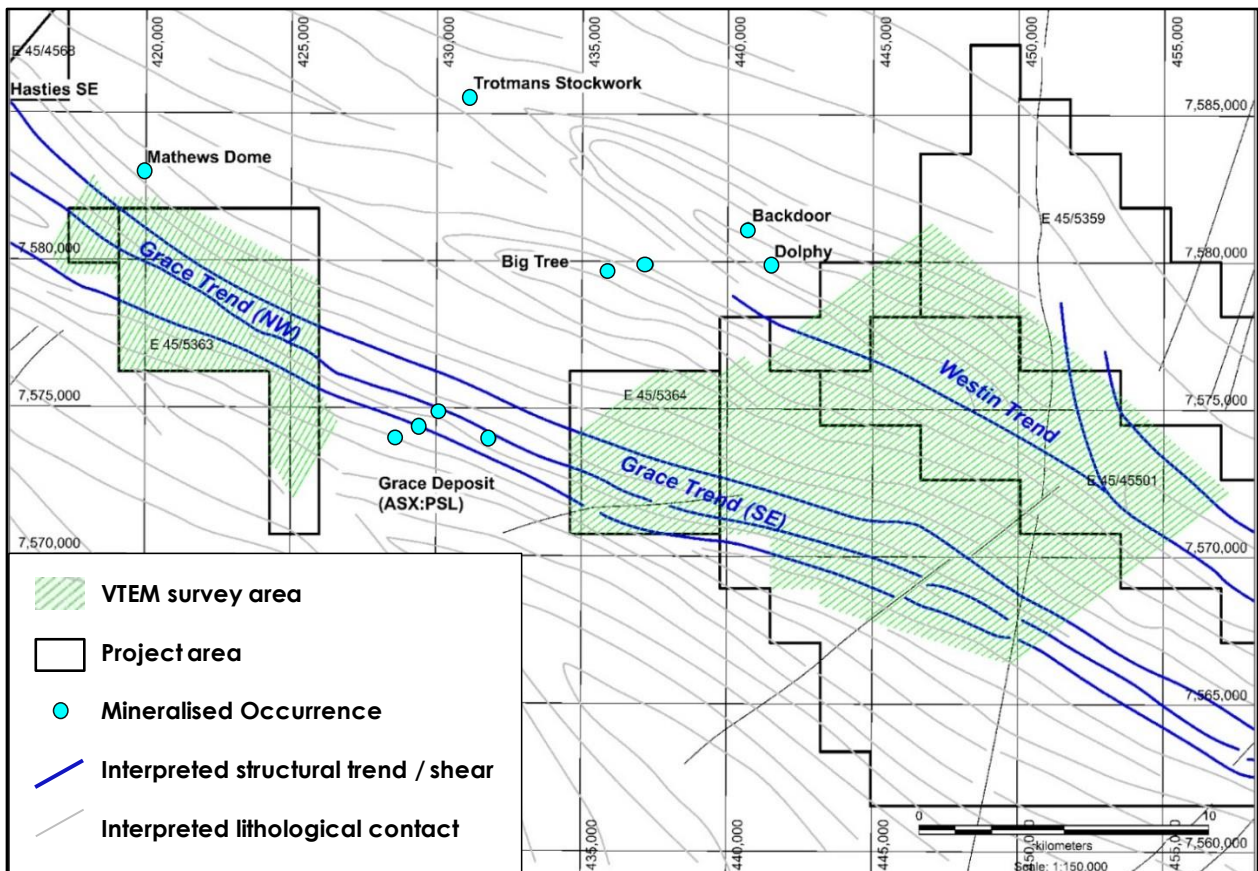 420,000
425,000
430,000
435,000
440,000
445,000
450,000
455,000
E 45/4568
Hasties SE
Trotmans Stockwork
7,585,000
Mathews Dome
Backdoor
E 45/5359
7,580,000
Big Tree
Dolphy
7,580,000
Grace Trend (NW)
E 45/5363
Westin Trend
E 45/5364
7,575,000
7,575,000
Grace Trend (SE)
E 45/45501
Grace Deposit
(ASX:PSL)
7,570,000
7,570,000
VTEM survey area
Project area
Mineralised Occurrence
7,565,000
Interpreted structural trend / shear
Interpreted lithological contact
0
10
kilometers
Scale: 1:150,000
435,000
440,000
445,000
7,560,000